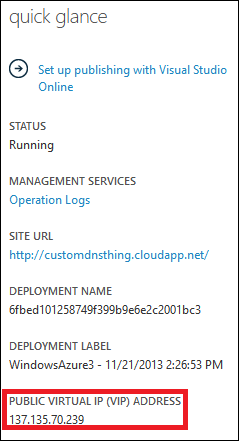 quick glance
Set up publishing with Visual Studio
Online
STATUS
Running
MANAGEMENT SERVICES
Operation Logs
SITE URL
http://customdnsthing.cloudapp.net/
DEPLOYMENT NAME
6fbed101258749f399b9e6e2c2001bc3
DEPLOYMENT LABEL
WindowsAzure3 - 11/21/2013 2:26:53 PM
PUBLIC VIRTUAL IP (VIP) ADDRESS
137.135.70.239